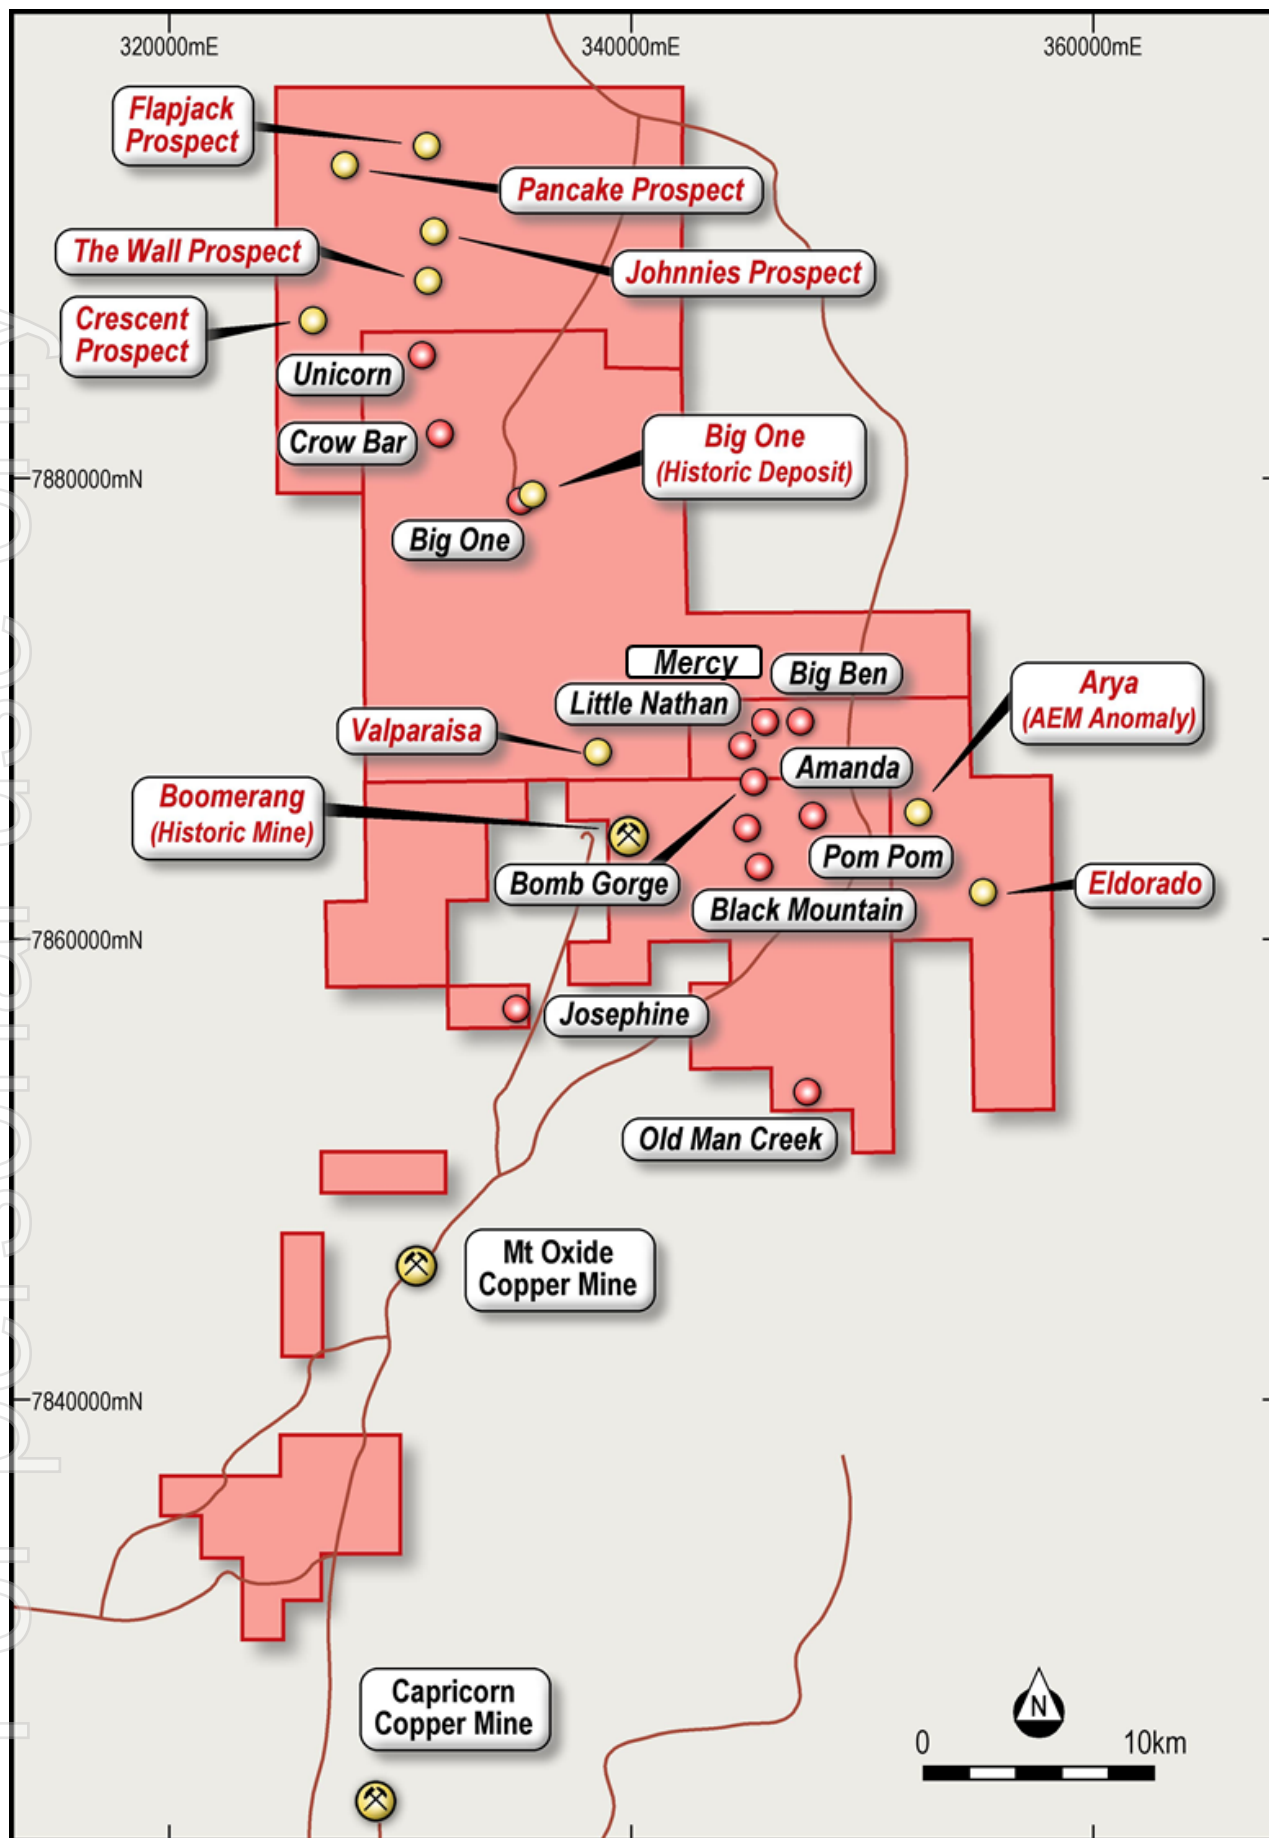 320000mE
340000mE
360000mE
Flapjack
Prospect
Pancake Prospect
The Wall Prospect
Johnnies Prospect
Crescent
Prospect
Unicorn
Crow Bar
Big One
(Historic Deposit)
7880000mN
Big One
Mercy
Big Ben
Little Nathan
Arya
(AEM Anomaly)
Valparaisa
Amanda
Boomerang
(Historic Mine)
Pom Pom
Bomb Gorge
Eldorado
Black Mountain
7860000mN
Josephine
Old Man Creek
Mt Oxide
Copper Mine
7840000mN
Capricorn
Copper Mine
N
0
10km